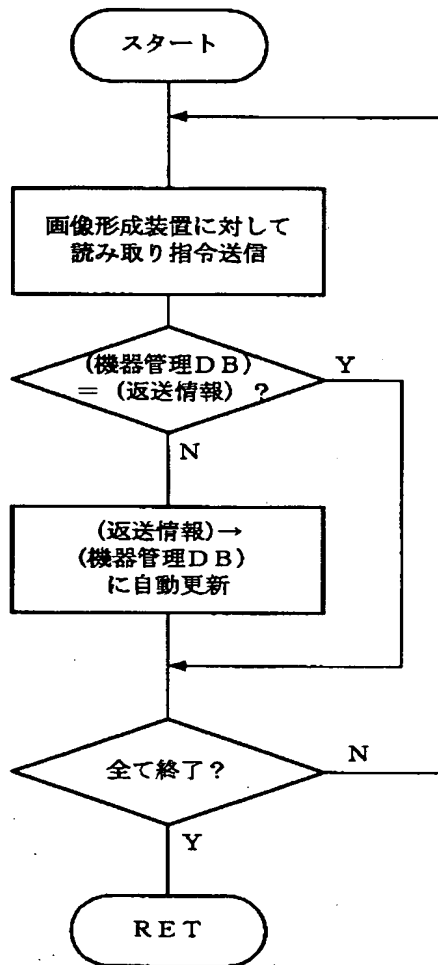 スタート
画像形成装置に対して
読み取り指令送信
(機器管理DB)
=(返送情報)?
Y
N
(返送情報)→
(機器管理DB)
に自動更新
全て終了?
N
Y
RET